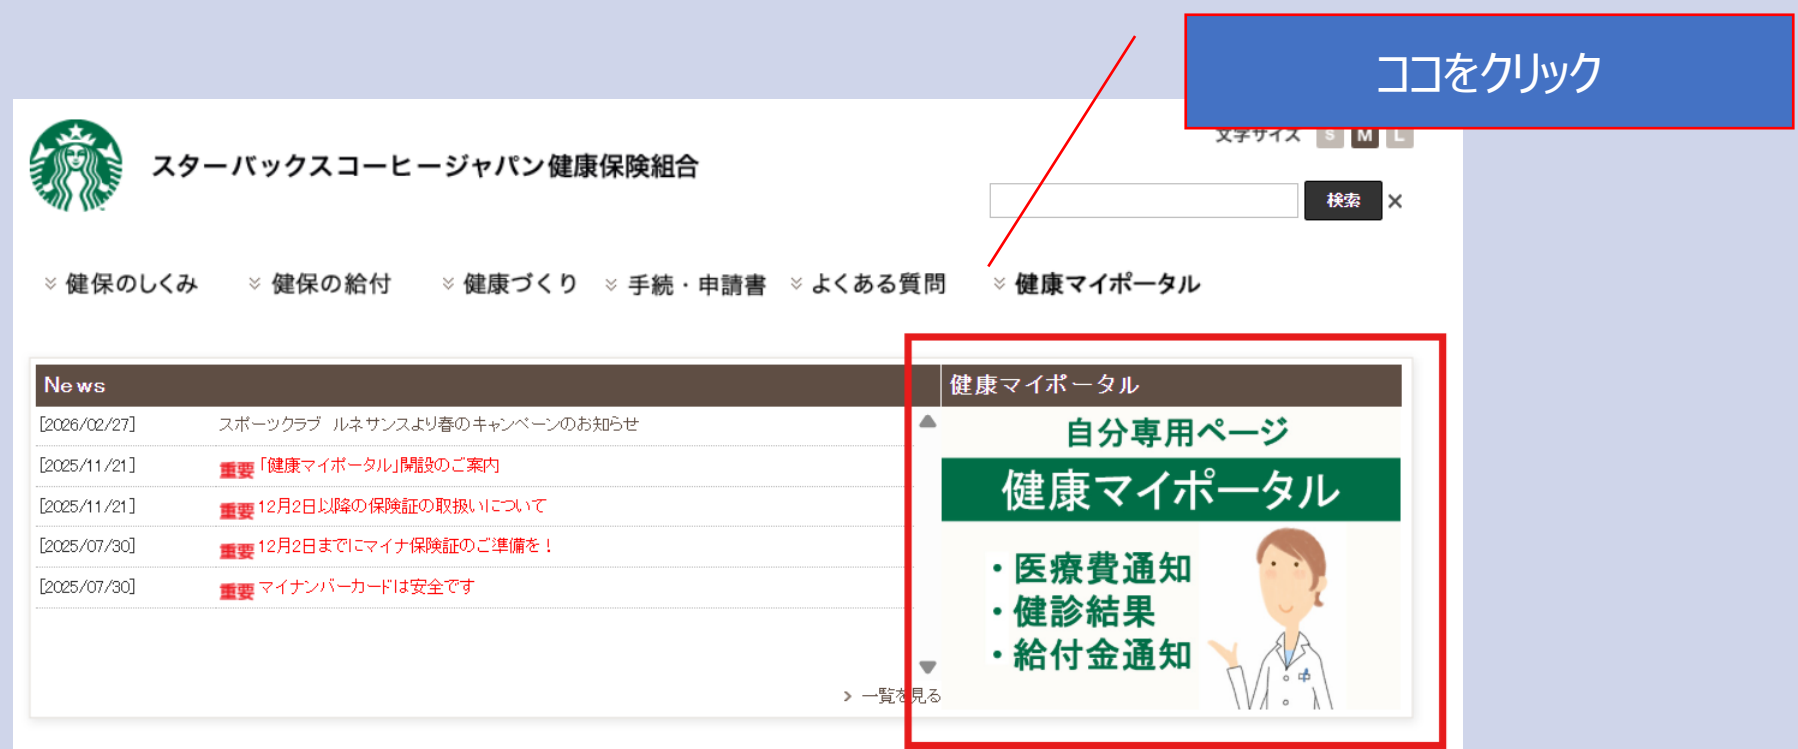 ココをクリック
文字サイズ S M L
スターバックスコーヒージャパン健康保険組合
検索 ×
健保のしくみ 健保の給付 健康づくり 手続・申請書 よくある質問 健康マイポータル
News
[2026/02/27] スポーツクラブ ルネサンスより春のキャンペーンのお知らせ
[2025/11/21] 重要「健康マイポータル」開設のご案内
[2025/11/21] 重要 12月2日以降の保険証の取扱いについて
[2025/07/30] 重要 12月2日までにマイナ保険証のご準備を！
[2025/07/30] 重要 マイナンバーカードは安全です
> 一覧を見る
健康マイポータル
自分専用ページ
健康マイポータル
・医療費通知
・健診結果
・給付金通知